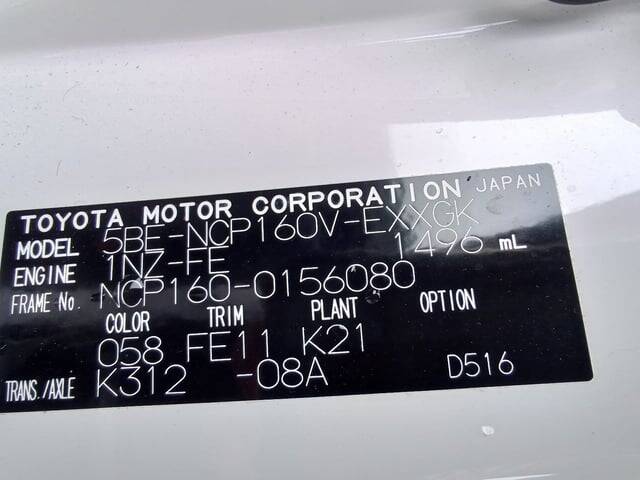 TOYOTA MOTOR CORPORATION JAPAN
MODEL 5BE-NCP160V-EXXGK
ENGINE 1NZ-FE 1496 mL
FRAME No. NCP160-0156080
COLOR TRIM PLANT OPTION
058 FE11 K21
TRANS./AXLE K312 -08A D516